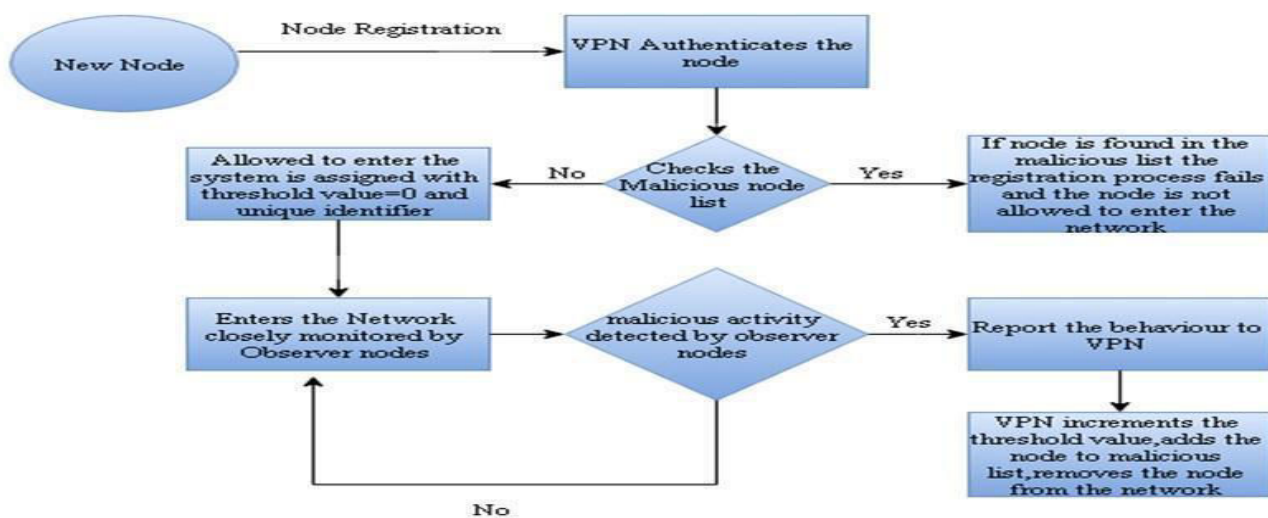 Node Registration
New Node
VPN Authenticates the
node
Allowed to enter the
system is assigned with
threshold value=0 and
unique identifier
No
Checks the
Malicious node
list
Yes
If node is found in the
malicious list the
registration process fails
and the node is not
allowed to enter the
network
Enters the Network
closely monitored by
Observer nodes
malicious activity
detected by observer
nodes
Yes
Report the behaviour to
VPN
VPN increments the
threshold value,adds the
node to malicious
list,removes the node
from the network
No